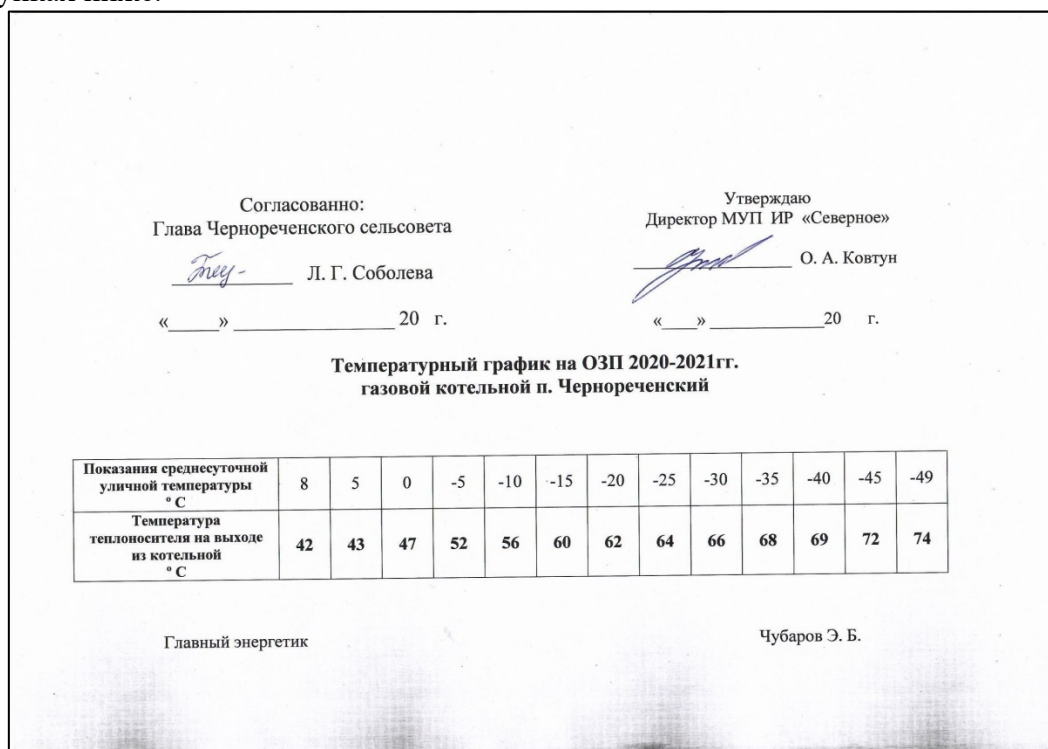 Согласованно:
Глава Чернореченского сельсовета
Л. Г. Соболева
«_____» ________________ 20 г.
Утверждаю
Директор МУП ИР «Северное»
О. А. Ковтун
«____» ____________20 г.
Температурный график на ОЗП 2020-2021гг.
газовой котельной п. Чернореченский
Показания среднесуточной
уличной температуры
° С
8 5 0 -5 -10 -15 -20 -25 -30 -35 -40 -45 -49
Температура
теплоносителя на выходе
из котельной
° С
42 43 47 52 56 60 62 64 66 68 69 72 74
Главный энергетик
Чубаров Э. Б.